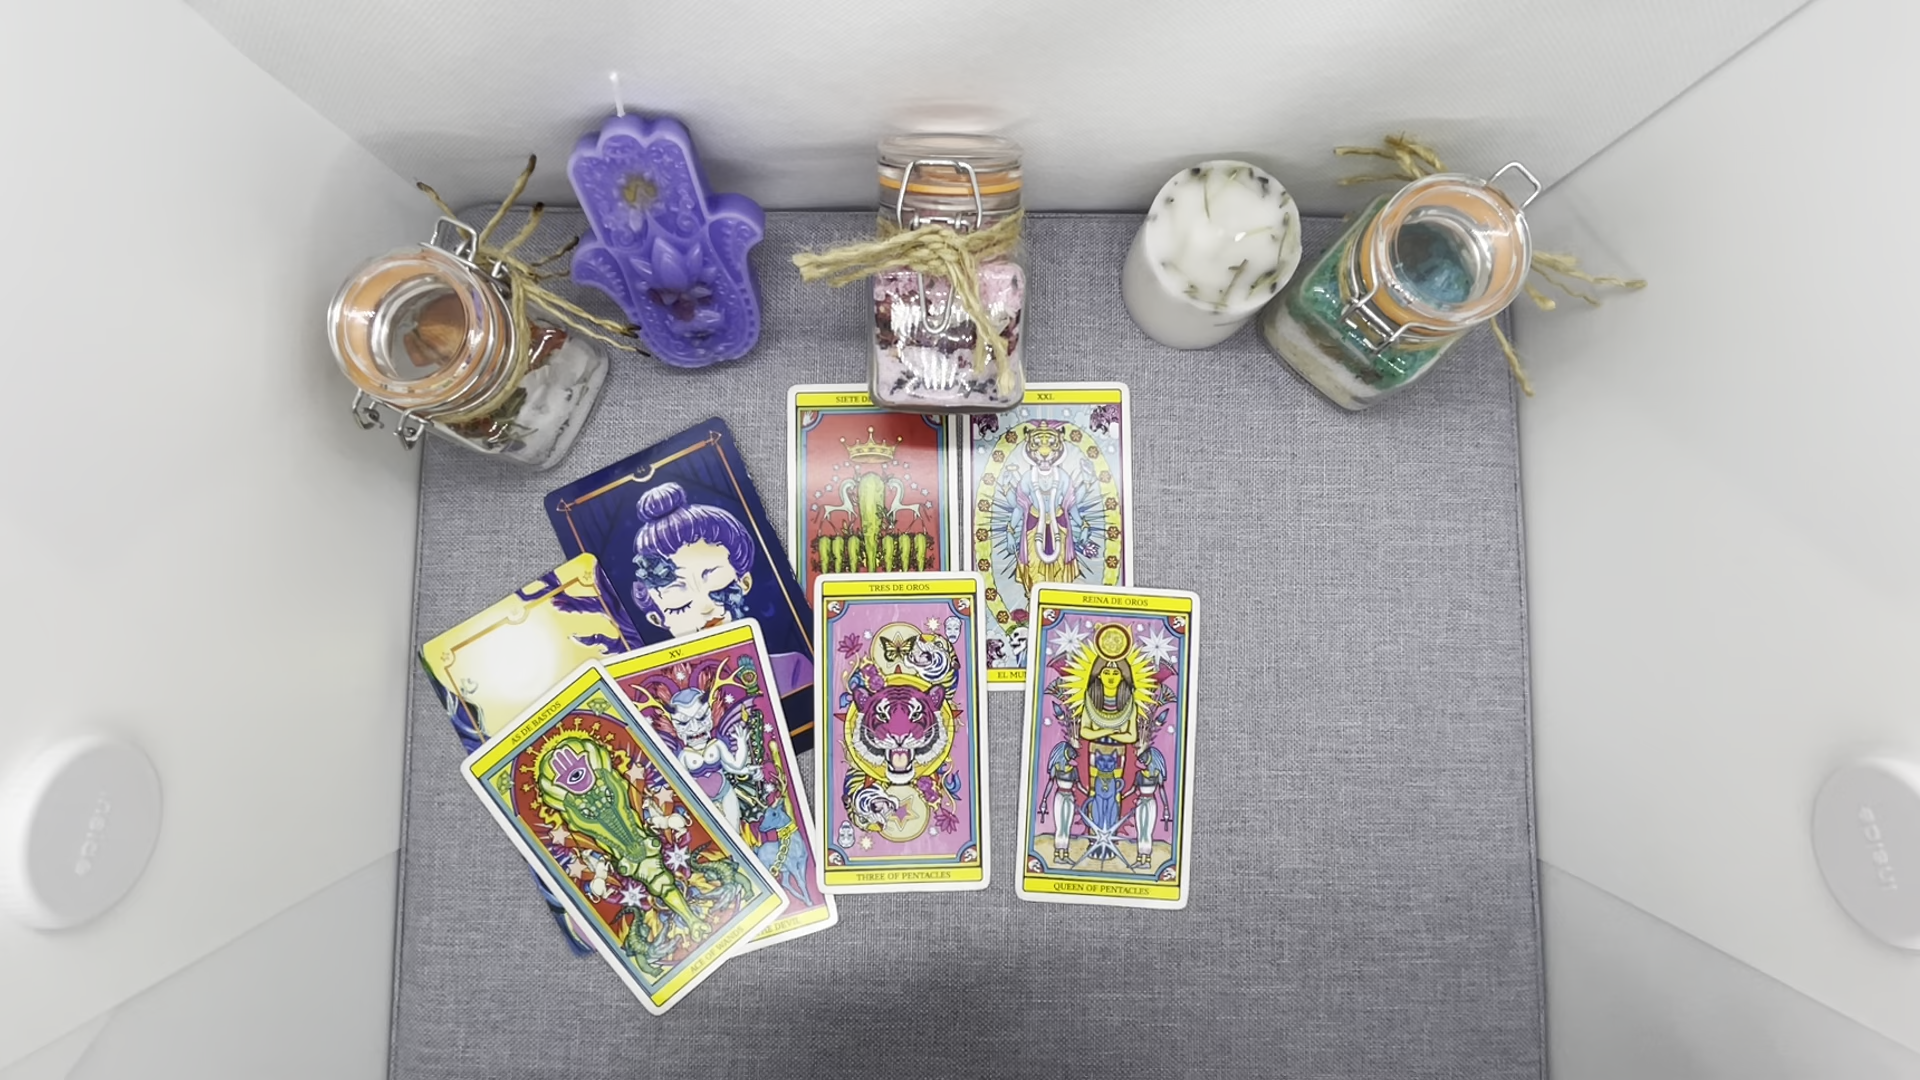 SIETE DE
XXI.
EL MUN
TRES DE OROS
THREE OF PENTACLES
REINA DE OROS
QUEEN OF PENTACLES
XV.
THE DEVIL
AS DE BASTOS
ACE OF WANDS